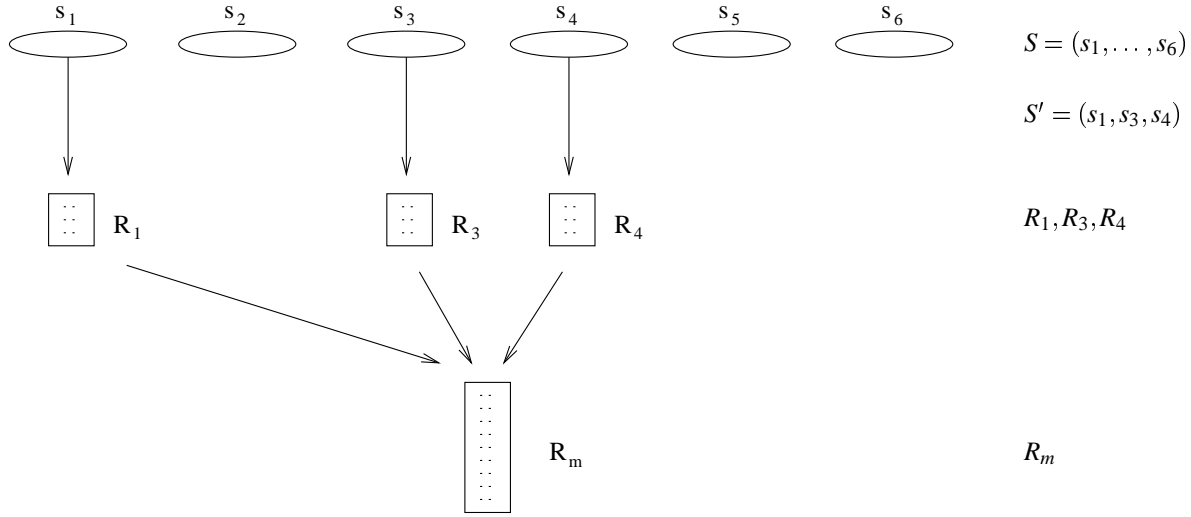 s₁ s₂ s₃ s₄ s₅ s₆ S = (s₁, . . . , s₆)
S′ = (s₁, s₃, s₄)
R₁ R₃ R₄ R₁, R₃, R₄
Rₘ Rₘ